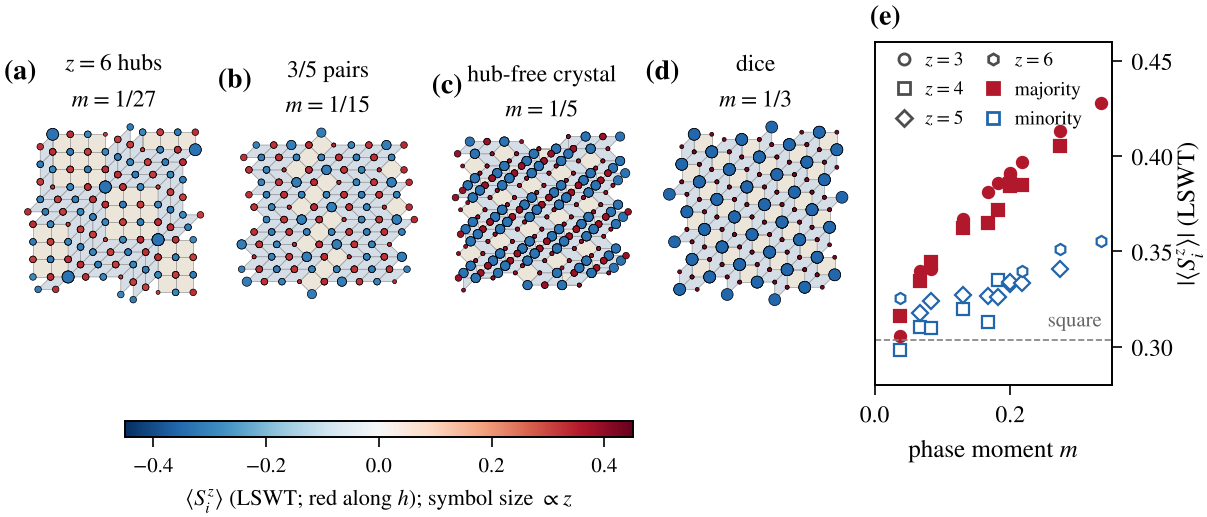 (a)
z = 6 hubs
m = 1/27
(b)
3/5 pairs
m = 1/15
(c)
hub-free crystal
m = 1/5
(d)
dice
m = 1/3
(e)
z = 3
z = 4
z = 5
z = 6
majority
minority
square
0.45
0.40
0.35
0.30
|⟨S_i^z⟩| (LSWT)
0.0
0.2
phase moment m
−0.4
−0.2
0.0
0.2
0.4
⟨S_i^z⟩ (LSWT; red along h); symbol size ∝ z